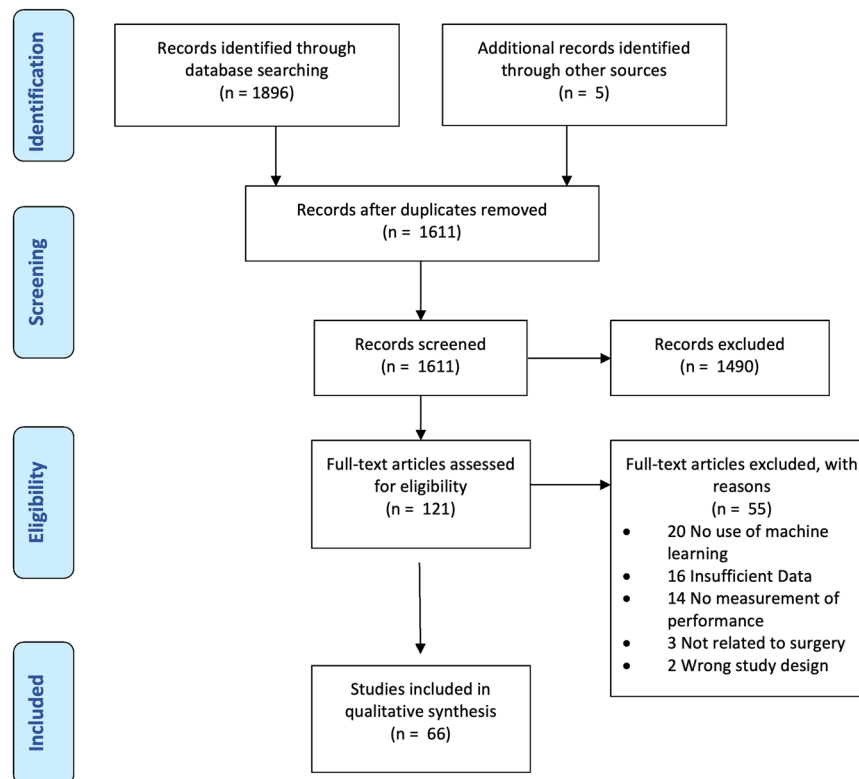 Identification
Records identified through
database searching
(n = 1896)
Additional records identified
through other sources
(n = 5)
Screening
Records after duplicates removed
(n = 1611)
Records screened
(n = 1611)
Records excluded
(n = 1490)
Eligibility
Full-text articles assessed
for eligibility
(n = 121)
Full-text articles excluded, with
reasons
(n = 55)
• 20 No use of machine
learning
• 16 Insufficient Data
• 14 No measurement of
performance
• 3 Not related to surgery
• 2 Wrong study design
Included
Studies included in
qualitative synthesis
(n = 66)